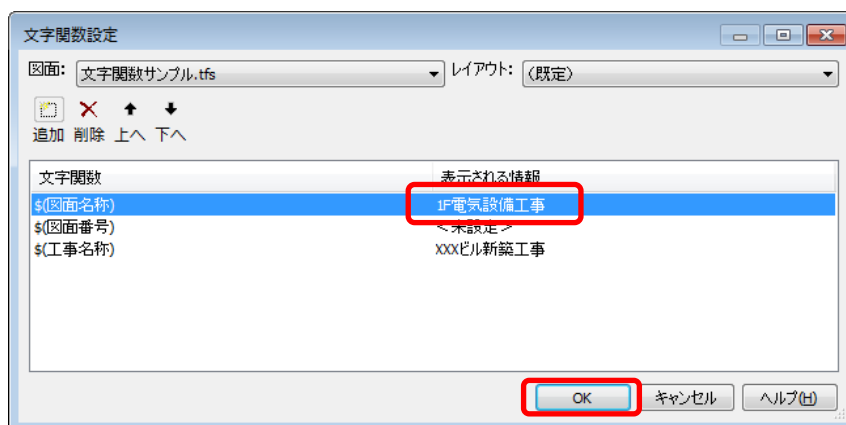 文字関数設定
図面: 文字関数サンプル.tfs レイアウト: (既定)
追加 削除 上へ 下へ
文字関数 表示される情報
$(図面名称) 1F電気設備工事
$(図面番号) <未設定>
$(工事名称) XXXビル新築工事
OK キャンセル ヘルプ(H)